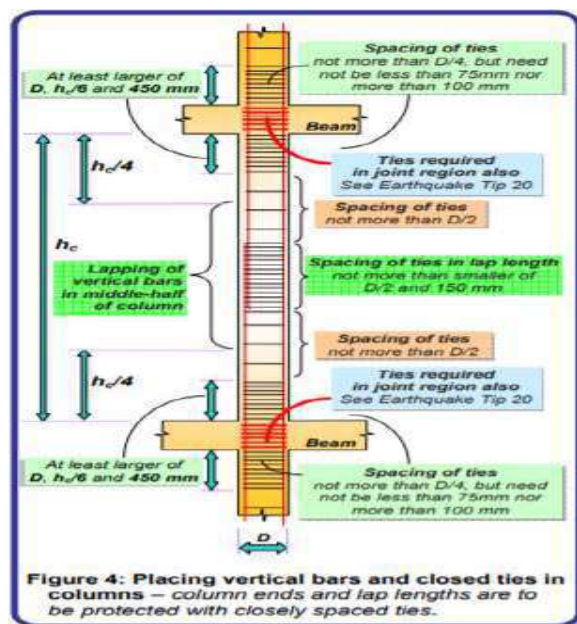 Spacing of ties
not more than D/4, but need
not be less than 75mm nor
more than 100 mm
At least larger of
D, hc/6 and 450 mm
Beam
hc/4
Ties required
in joint region also
See Earthquake Tip 20
Spacing of ties
not more than D/2
hc
Lapping of
vertical bars
in middle-half
of column
Spacing of ties in lap length
not more than smaller of
D/2 and 150 mm
Spacing of ties
not more than D/2
hc/4
Ties required
in joint region also
See Earthquake Tip 20
Beam
At least larger of
D, hc/6 and 450 mm
Spacing of ties
not more than D/4, but need
not be less than 75mm nor
more than 100 mm
D
Figure 4: Placing vertical bars and closed ties in
columns – column ends and lap lengths are to
be protected with closely spaced ties.